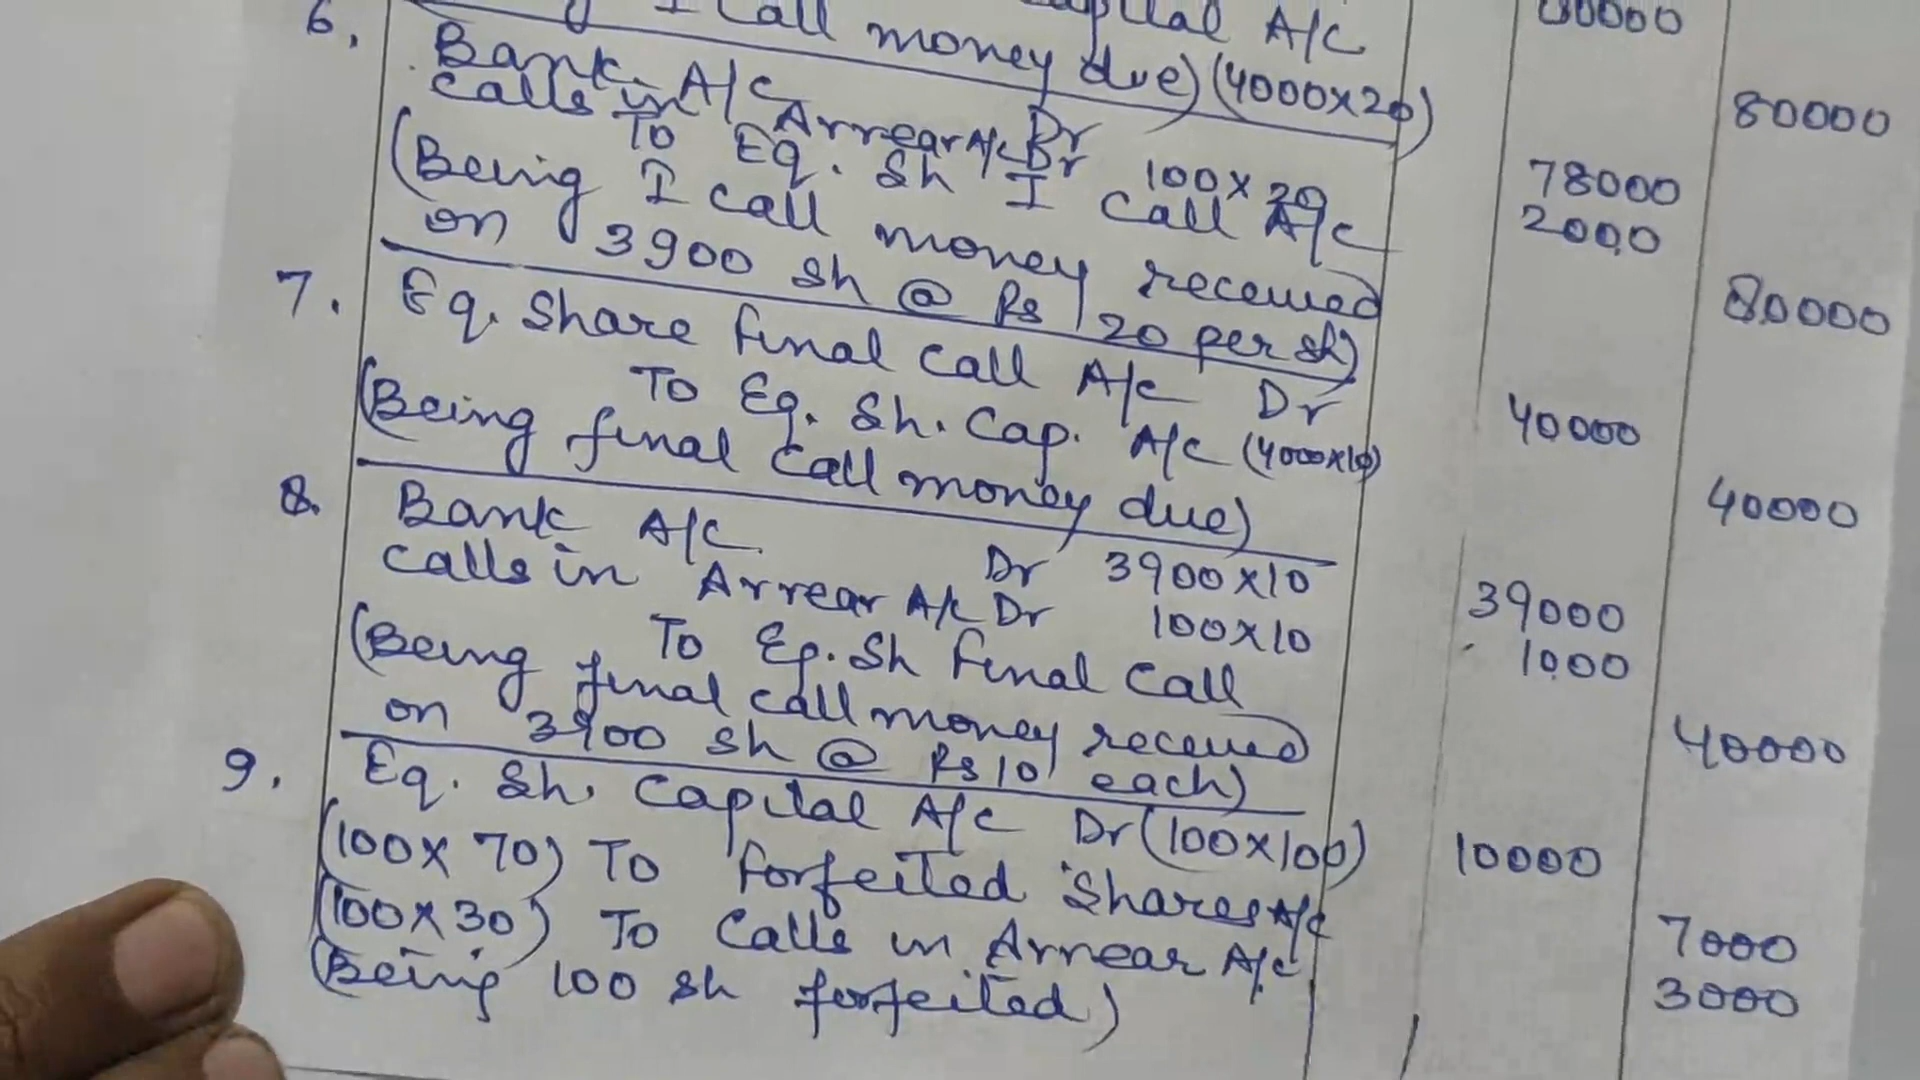 Capital A/c 80000
I Call money due) (4000x20) 80000
6. Bank A/c Dr 78000
Calls in Arrear A/c Dr 100x20 2000
To Eq. Sh I Call A/c 80000
(Being I call money received
on 3900 sh @ Rs 20 per sh)
7. Eq. Share final Call A/c Dr 40000
To Eq. Sh. Cap. A/c (4000x10) 40000
(Being final Call money due)
8. Bank A/c Dr 3900x10 39000
Calls in Arrear A/c Dr 100x10 1000
To Eq. Sh Final Call 40000
(Being final call money received
on 3900 sh @ Rs 10 each)
9. Eq. Sh. Capital A/c Dr (100x100) 10000
(100x70) To forfeited Shares A/c 7000
(100x30) To Calls in Arrear A/c 3000
(Being 100 sh forfeited)